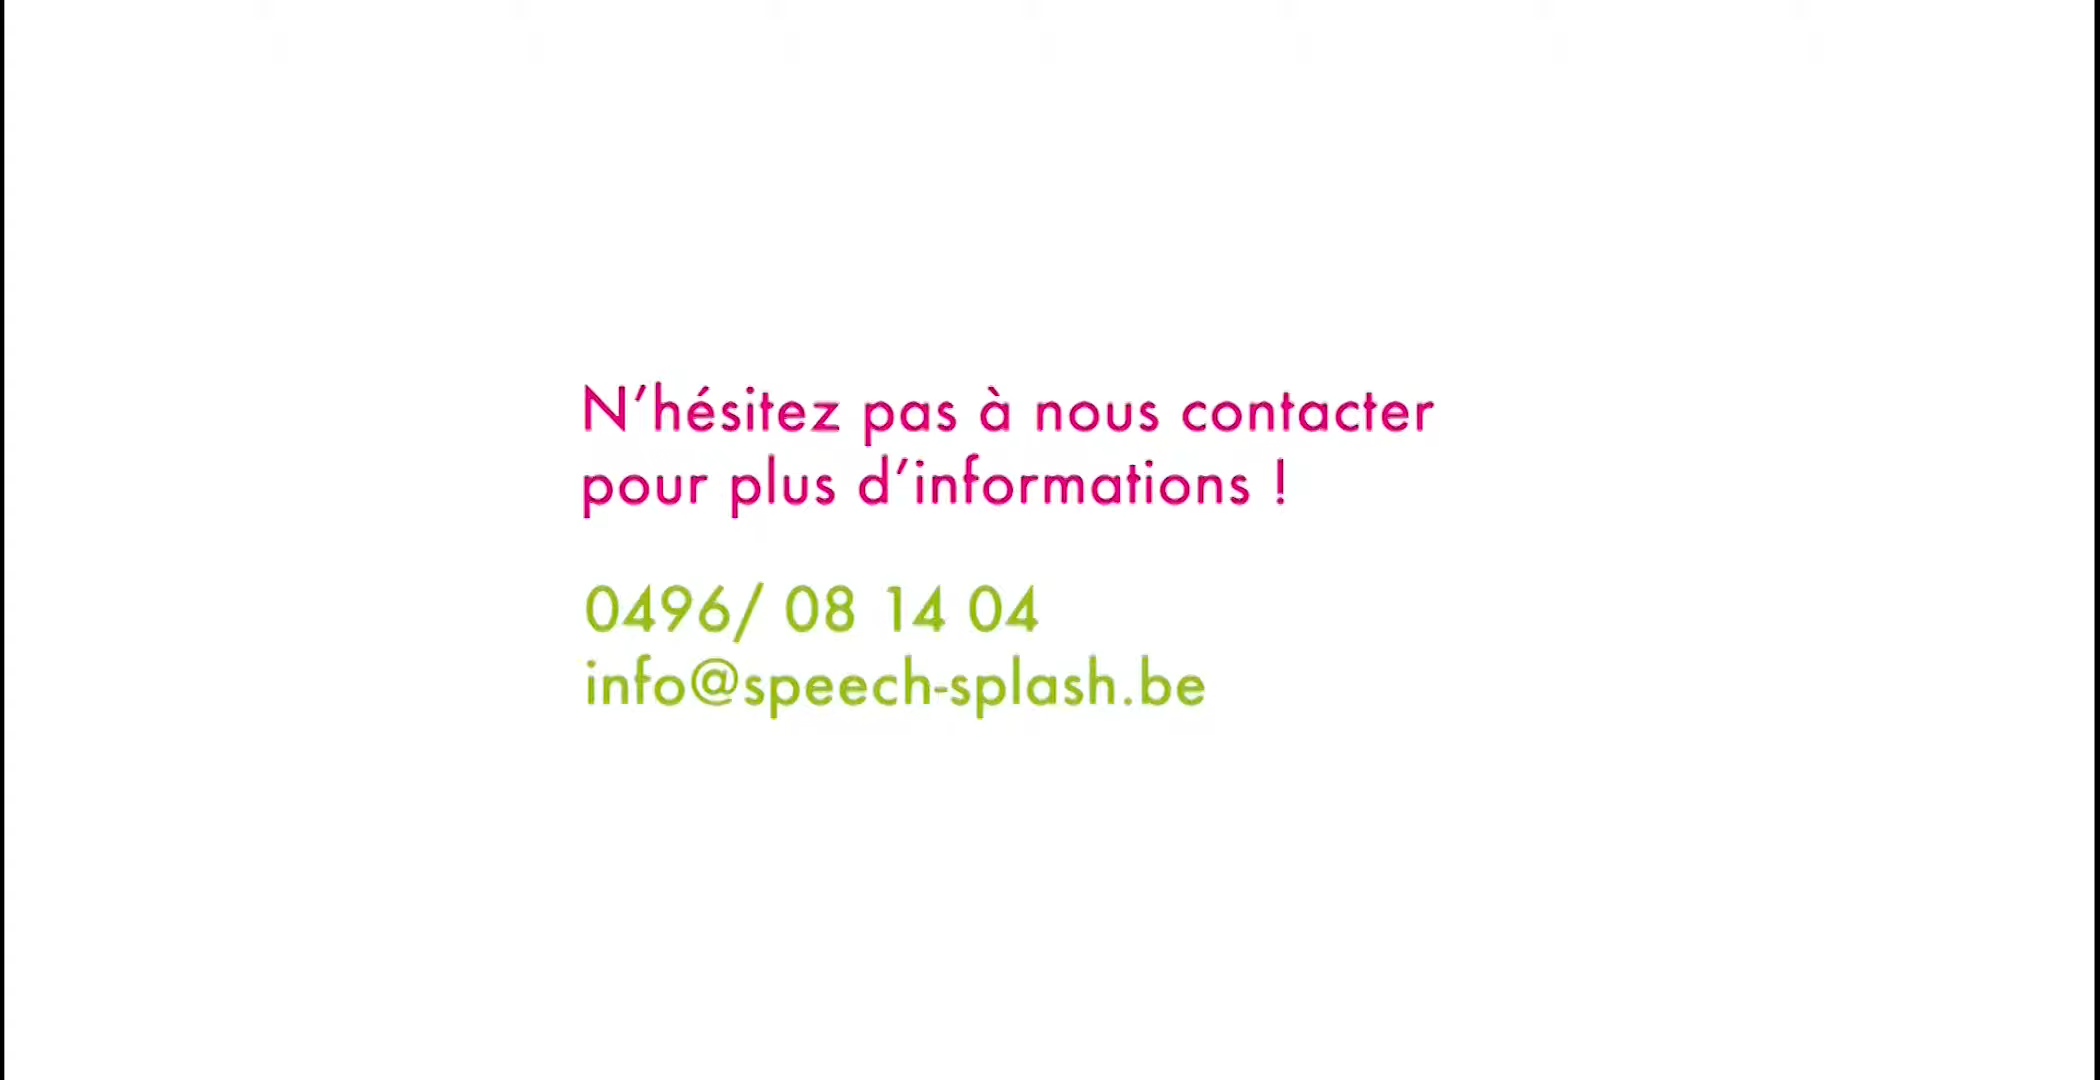 N’hésitez pas à nous contacter
pour plus d’informations !
0496/ 08 14 04
info@speech-splash.be